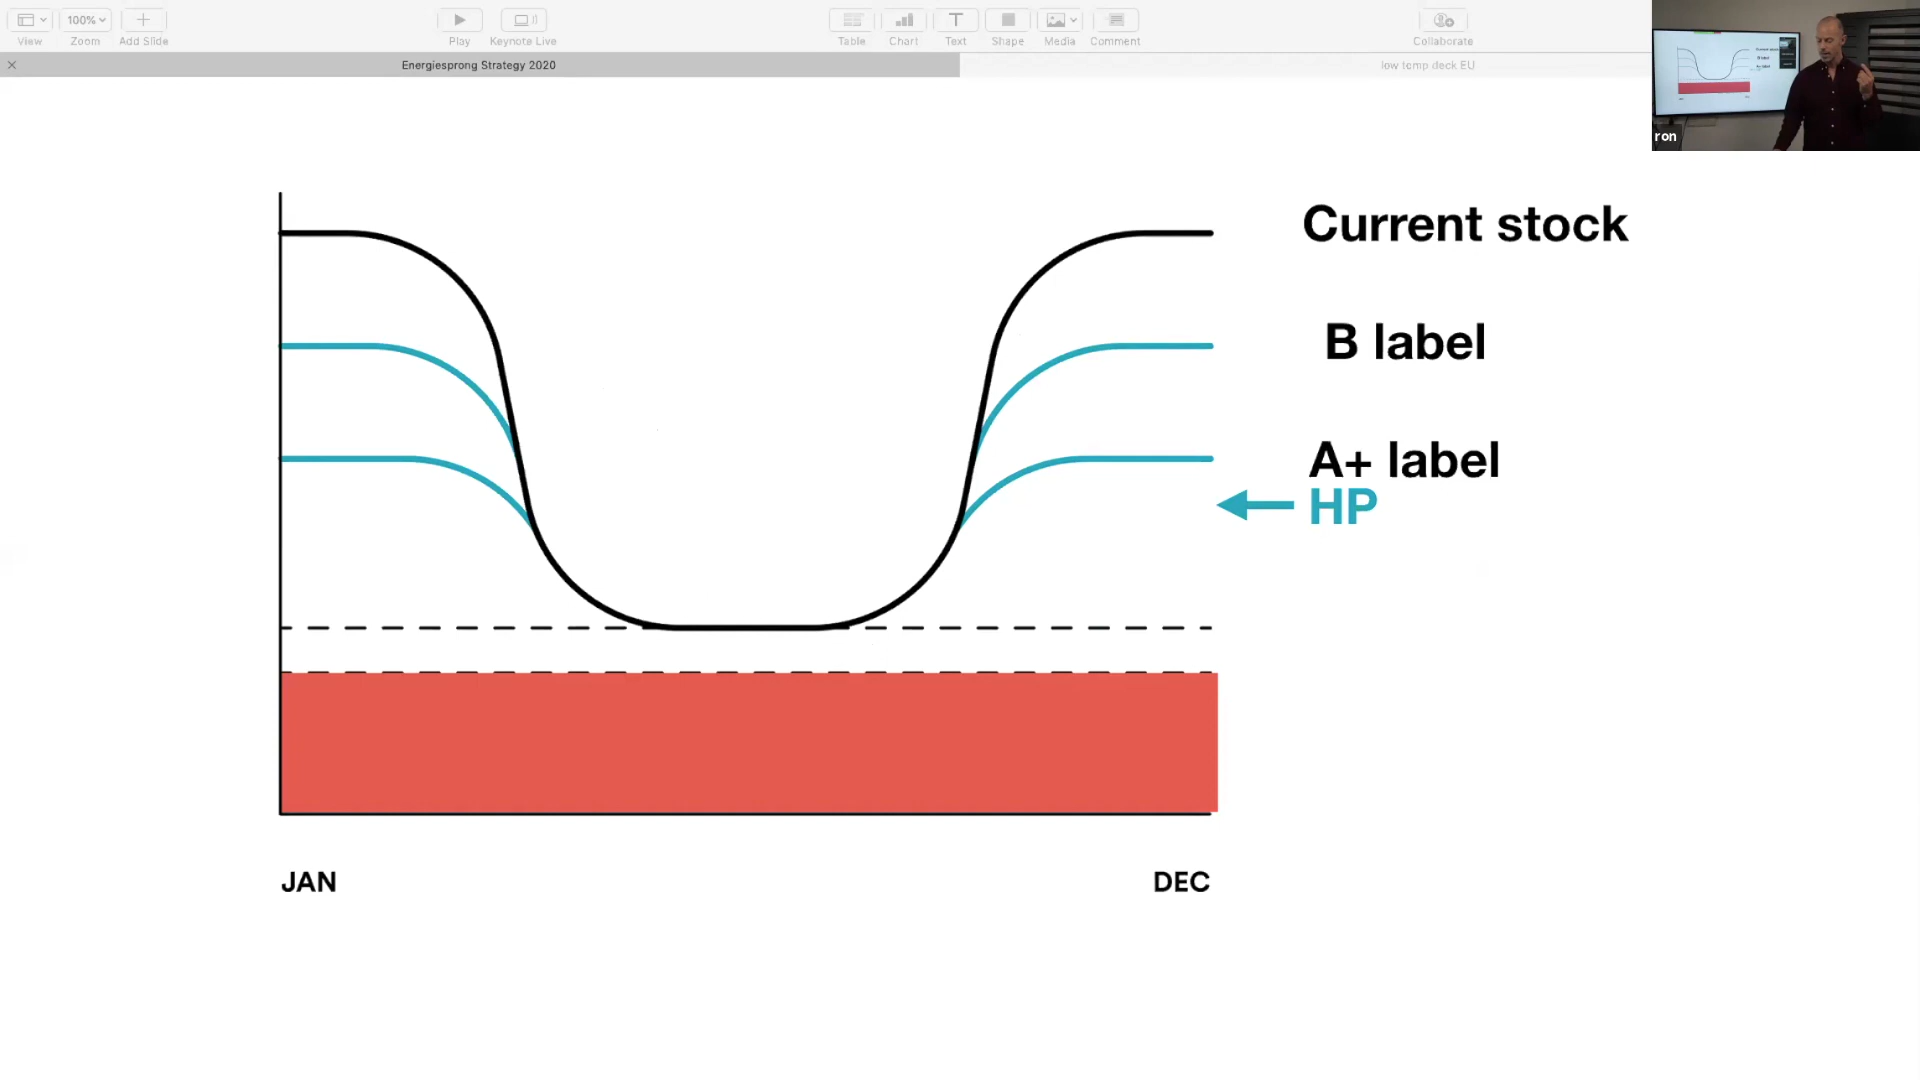 100%
View
Zoom
Add Slide
Play
Keynote Live
Table
Chart
Text
Shape
Media
Comment
Collaborate
Energiesprong Strategy 2020
low temp deck EU
ron
Current stock
B label
A+ label
HP
JAN
DEC